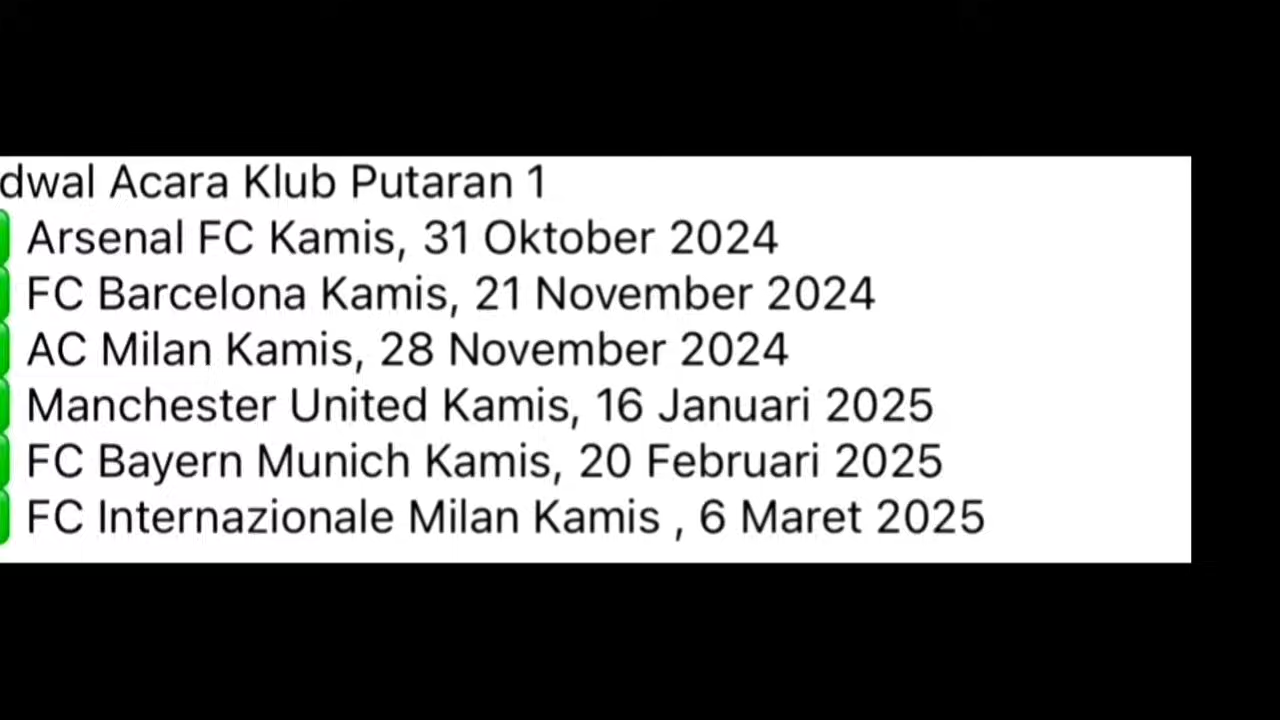 dwal Acara Klub Putaran 1
Arsenal FC Kamis, 31 Oktober 2024
FC Barcelona Kamis, 21 November 2024
AC Milan Kamis, 28 November 2024
Manchester United Kamis, 16 Januari 2025
FC Bayern Munich Kamis, 20 Februari 2025
FC Internazionale Milan Kamis , 6 Maret 2025